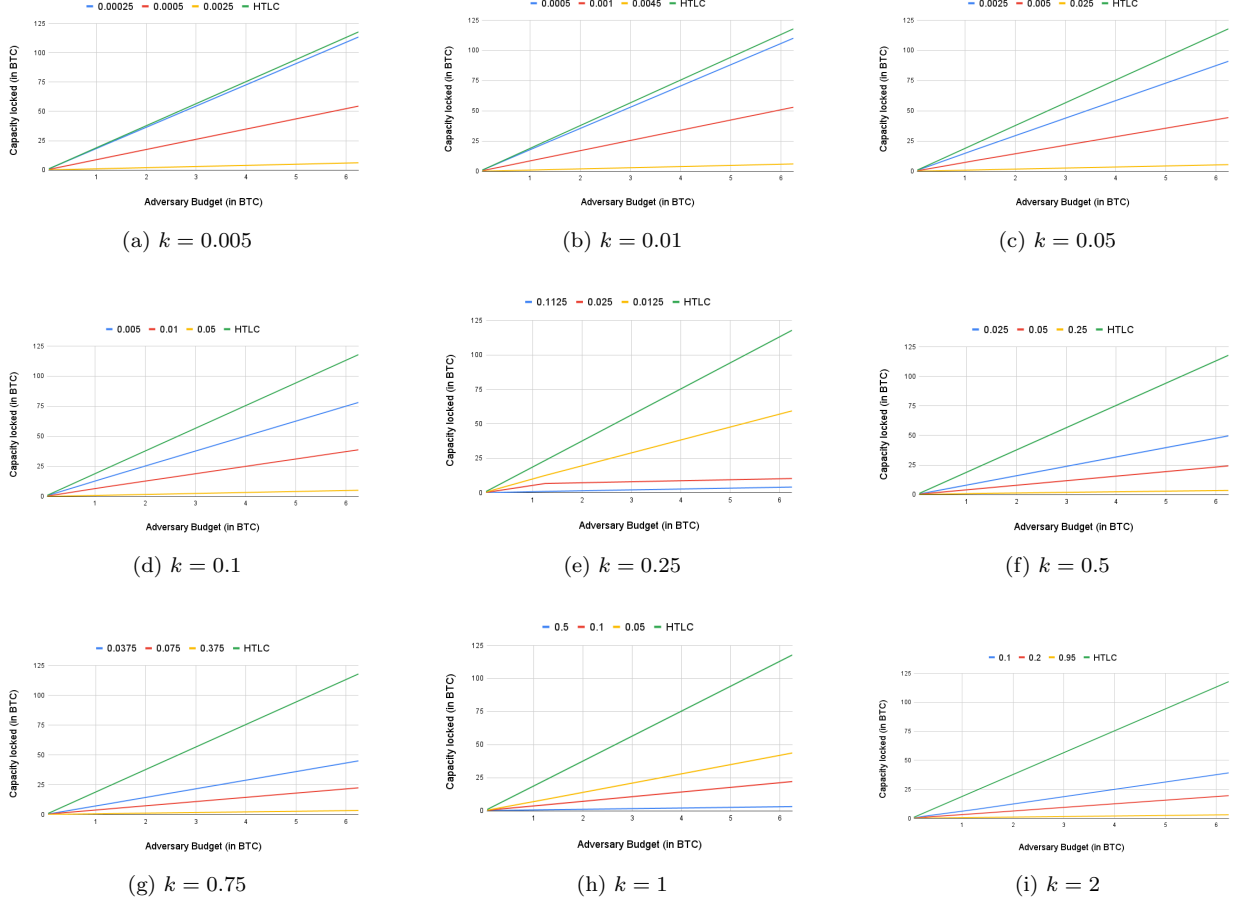 0.00025 0.0005 0.0025 HTLC
125
100
75
50
25
0
Capacity locked (in BTC)
1 2 3 4 5 6
Adversary Budget (in BTC)
(a) k = 0.005
0.0005 0.001 0.0045 HTLC
125
100
75
50
25
0
Capacity locked (in BTC)
1 2 3 4 5 6
Adversary Budget (in BTC)
(b) k = 0.01
0.0025 0.005 0.025 HTLC
125
100
75
50
25
0
Capacity locked (in BTC)
1 2 3 4 5 6
Adversary Budget (in BTC)
(c) k = 0.05
0.005 0.01 0.05 HTLC
125
100
75
50
25
0
Capacity locked (in BTC)
1 2 3 4 5 6
Adversary Budget (in BTC)
(d) k = 0.1
0.1125 0.025 0.0125 HTLC
125
100
75
50
25
0
Capacity locked (in BTC)
1 2 3 4 5 6
Adversary Budget (in BTC)
(e) k = 0.25
0.025 0.05 0.25 HTLC
125
100
75
50
25
0
Capacity locked (in BTC)
1 2 3 4 5 6
Adversary Budget (in BTC)
(f) k = 0.5
0.0375 0.075 0.375 HTLC
125
100
75
50
25
0
Capacity locked (in BTC)
1 2 3 4 5 6
Adversary Budget (in BTC)
(g) k = 0.75
0.5 0.1 0.05 HTLC
125
100
75
50
25
0
Capacity locked (in BTC)
1 2 3 4 5 6
Adversary Budget (in BTC)
(h) k = 1
0.1 0.2 0.95 HTLC
125
100
75
50
25
0
Capacity locked (in BTC)
1 2 3 4 5 6
Adversary Budget (in BTC)
(i) k = 2